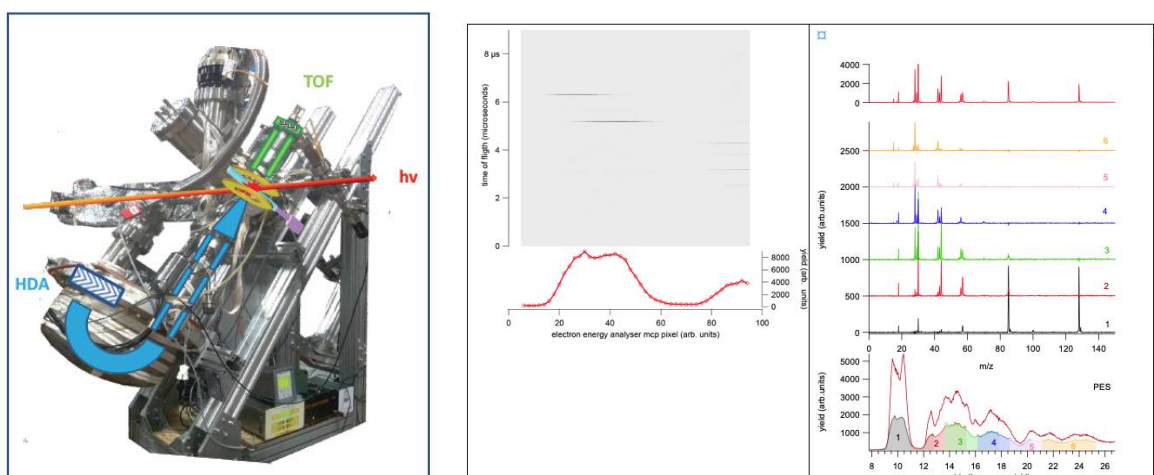 TOF
hv
HDA
8 µs
6
4
2
0
time of fligth (microseconds)
8000
6000
4000
2000
0
yield (arb. units)
0 20 40 60 80 100
electron energy analyser mcp pixel (arb. units)
4000
2000
0
6
2500
5
2000
4
1500
3
1000
2
500
1
0
yield (arb.units)
0 20 40 60 80 100 120 140
m/z
PES
5000
4000
3000
2000
1000
yield (arb.units)
1 2 3 4 5 6
8 10 12 14 16 18 20 22 24 26